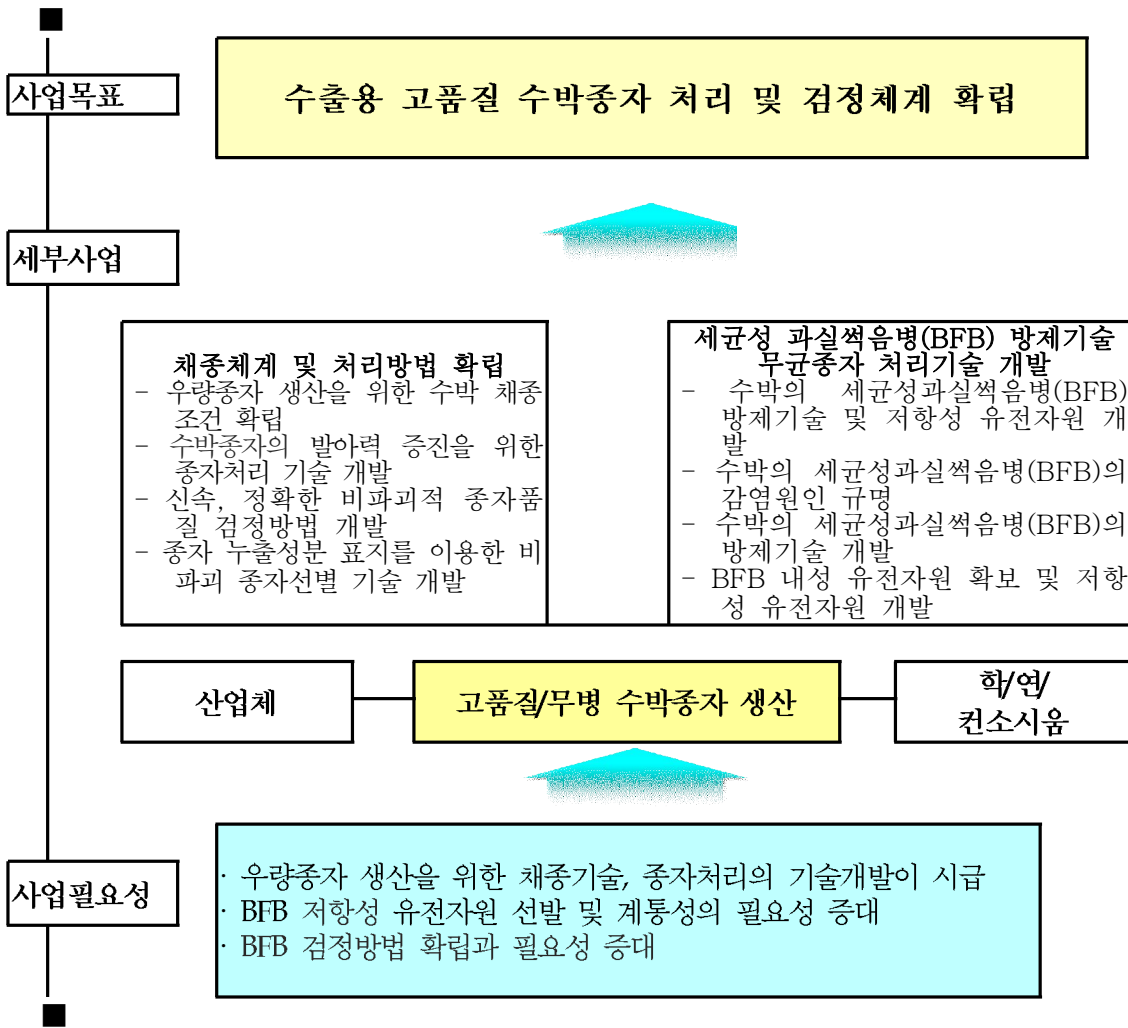 사업목표
수출용 고품질 수박종자 처리 및 검정체계 확립
세부사업
채종체계 및 처리방법 확립
- 우량종자 생산을 위한 수박 채종
조건 확립
- 수박종자의 발아력 증진을 위한
종자처리 기술 개발
- 신속, 정확한 비파괴적 종자품
질 검정방법 개발
- 종자 누출성분 표지를 이용한 비
파괴 종자선별 기술 개발
세균성 과실썩음병(BFB) 방제기술
무균종자 처리기술 개발
- 수박의 세균성과실썩음병(BFB)
방제기술 및 저항성 유전자원 개
발
- 수박의 세균성과실썩음병(BFB)의
감염원인 규명
- 수박의 세균성과실썩음병(BFB)의
방제기술 개발
- BFB 내성 유전자원 확보 및 저항
성 유전자원 개발
산업체
고품질/무병 수박종자 생산
학/연/
컨소시움
사업필요성
· 우량종자 생산을 위한 채종기술, 종자처리의 기술개발이 시급
· BFB 저항성 유전자원 선발 및 계통성의 필요성 증대
· BFB 검정방법 확립과 필요성 증대